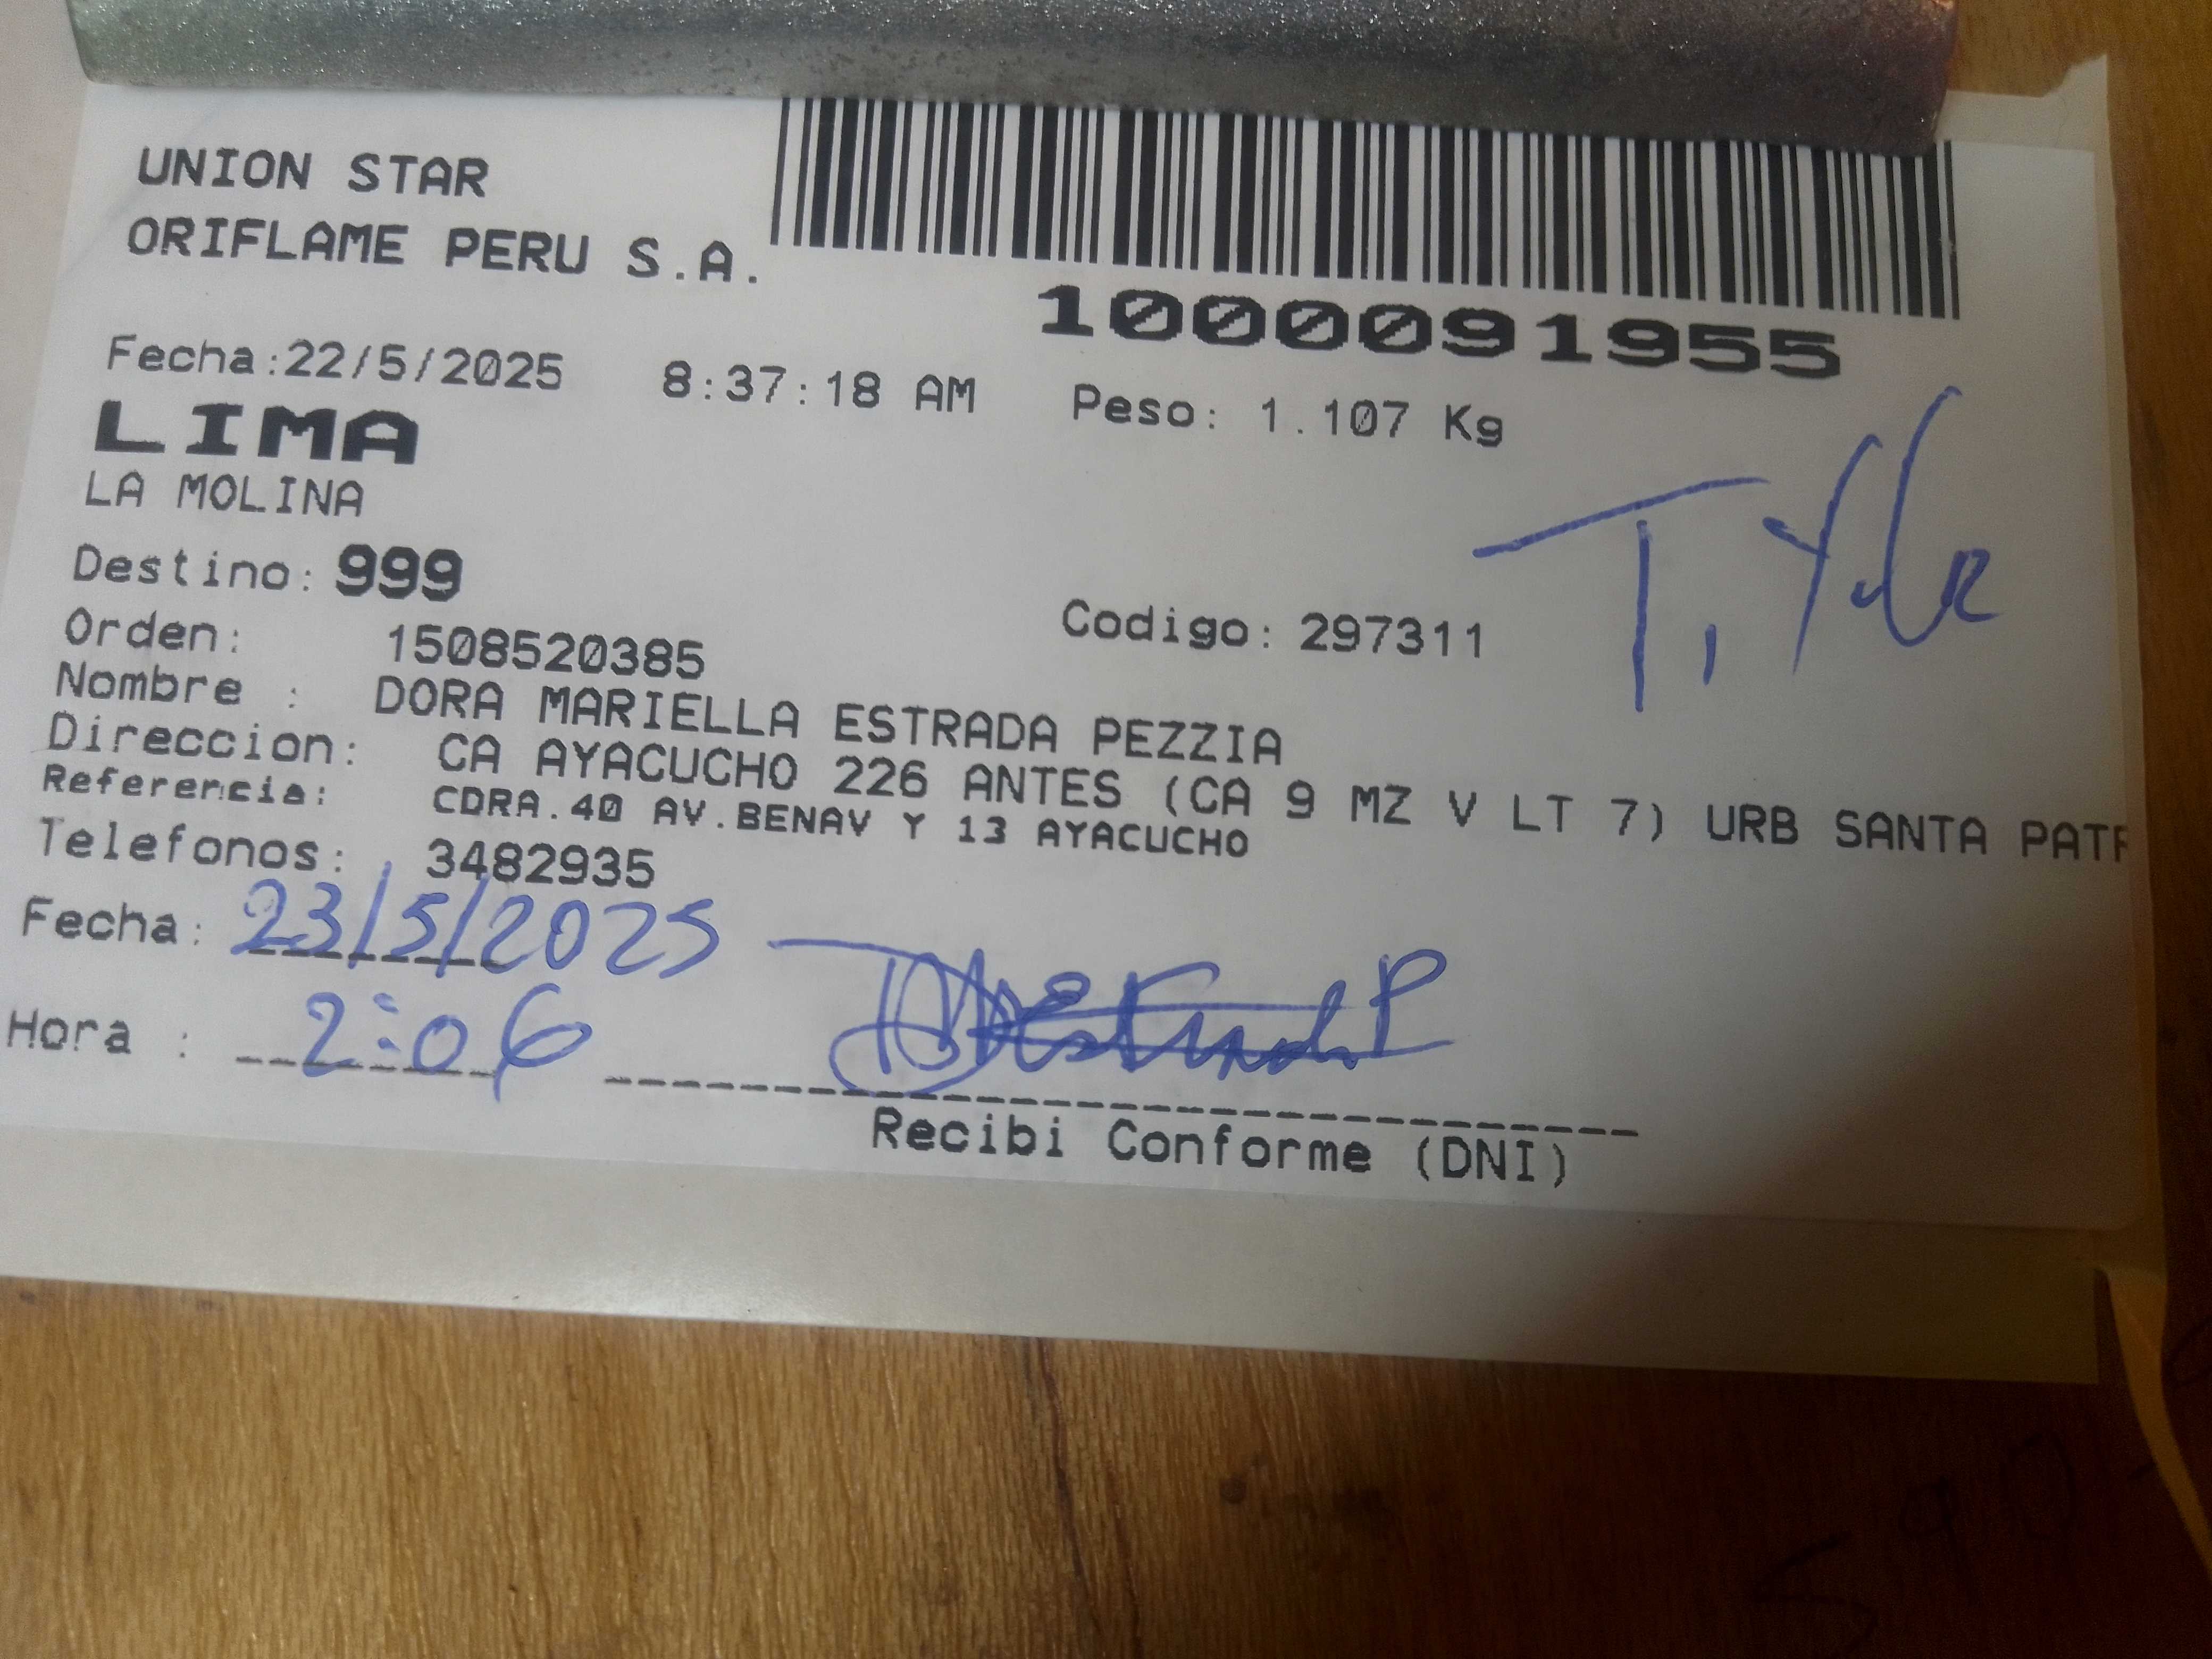 UNION STAR
ORIFLAME PERU S.A.
1000091955
Fecha:22/5/2025 8:37:18 AM Peso: 1.107 Kg
LIMA
LA MOLINA
Destino: 999
Orden: 1508520385 Codigo: 297311
Nombre : DORA MARIELLA ESTRADA PEZZIA
Direccion: CA AYACUCHO 226 ANTES (CA 9 MZ V LT 7) URB SANTA PATR
Referencia: CDRA.40 AV.BENAV Y 13 AYACUCHO
Telefonos: 3482935
Fecha: 23/5/2025
Hora : 2:06
Recibi Conforme (DNI)